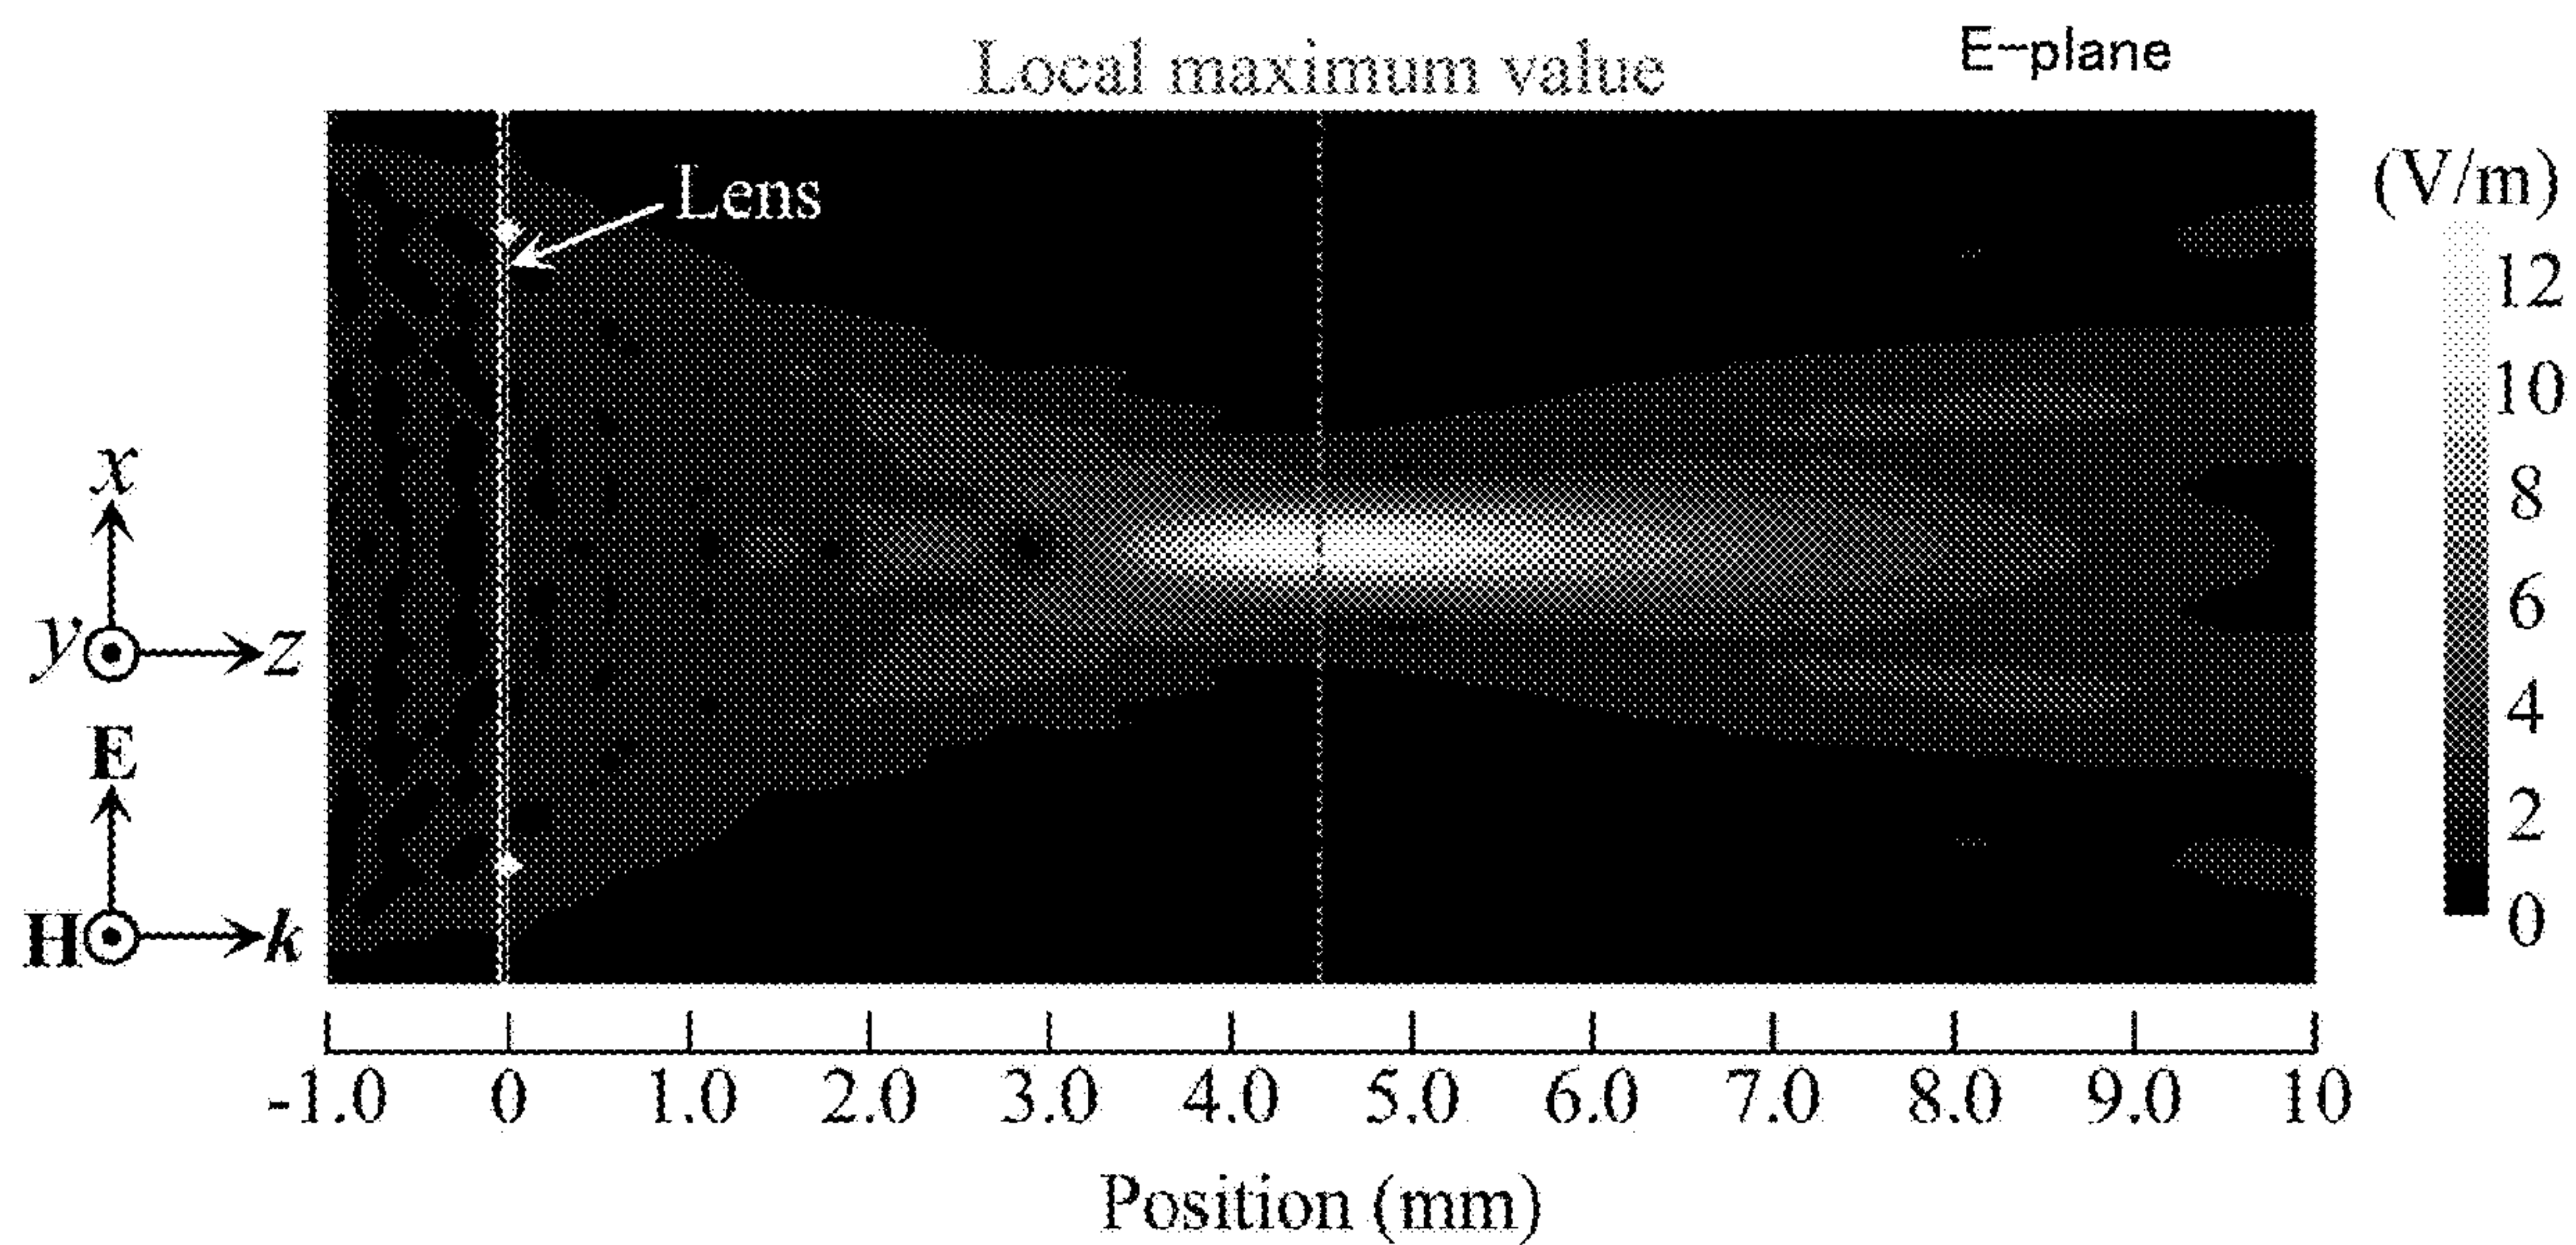 Local maximum value
E-plane
Lens
(V/m)
12
10
8
6
4
2
0
x
y
z
E
H
k
-1.0 0 1.0 2.0 3.0 4.0 5.0 6.0 7.0 8.0 9.0 10
Position (mm)